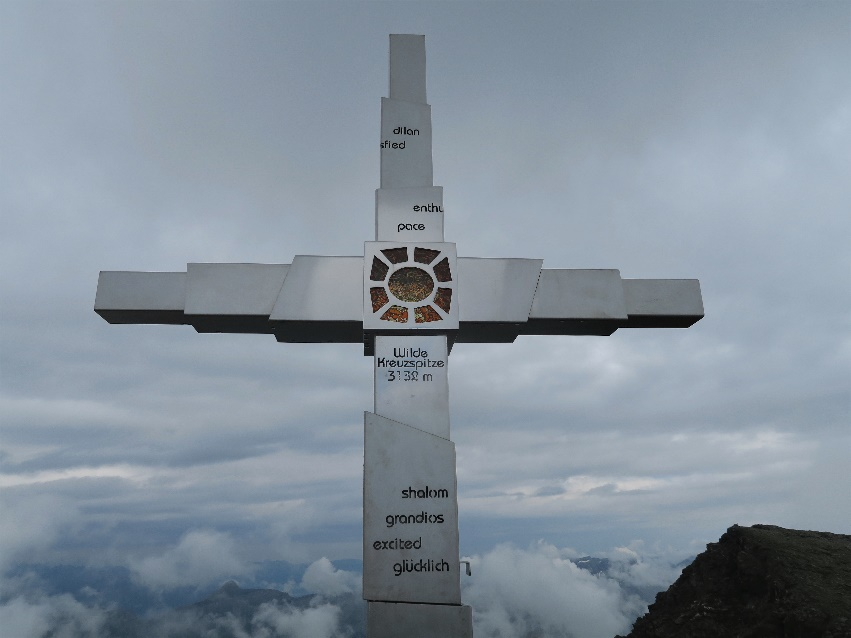 dilan
sfied
enthu
pace
Wilde
Kreuzspitze
3132 m
shalom
grandios
excited
glücklich